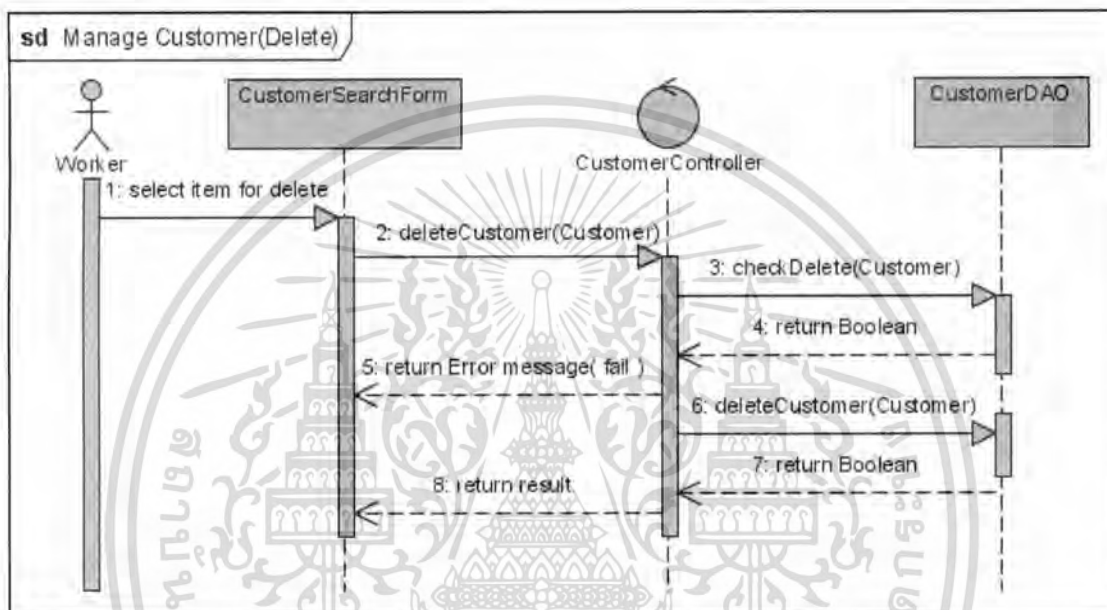 sd Manage Customer(Delete)
CustomerSearchForm
CustomerDAO
Worker
CustomerController
1: select item for delete
2: deleteCustomer(Customer)
3: checkDelete(Customer)
4: return Boolean
5: return Error message( fail )
6: deleteCustomer(Customer)
7: return Boolean
8: return result